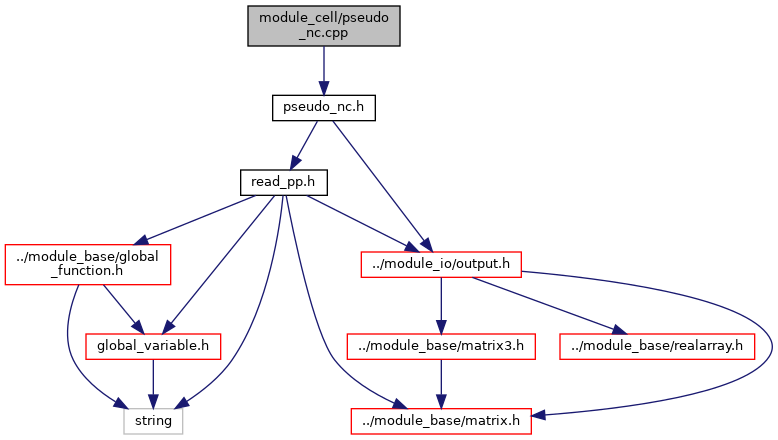 module_cell/pseudo
_nc.cpp
pseudo_nc.h
read_pp.h
../module_base/global
_function.h
../module_io/output.h
global_variable.h
../module_base/matrix3.h
../module_base/realarray.h
string
../module_base/matrix.h